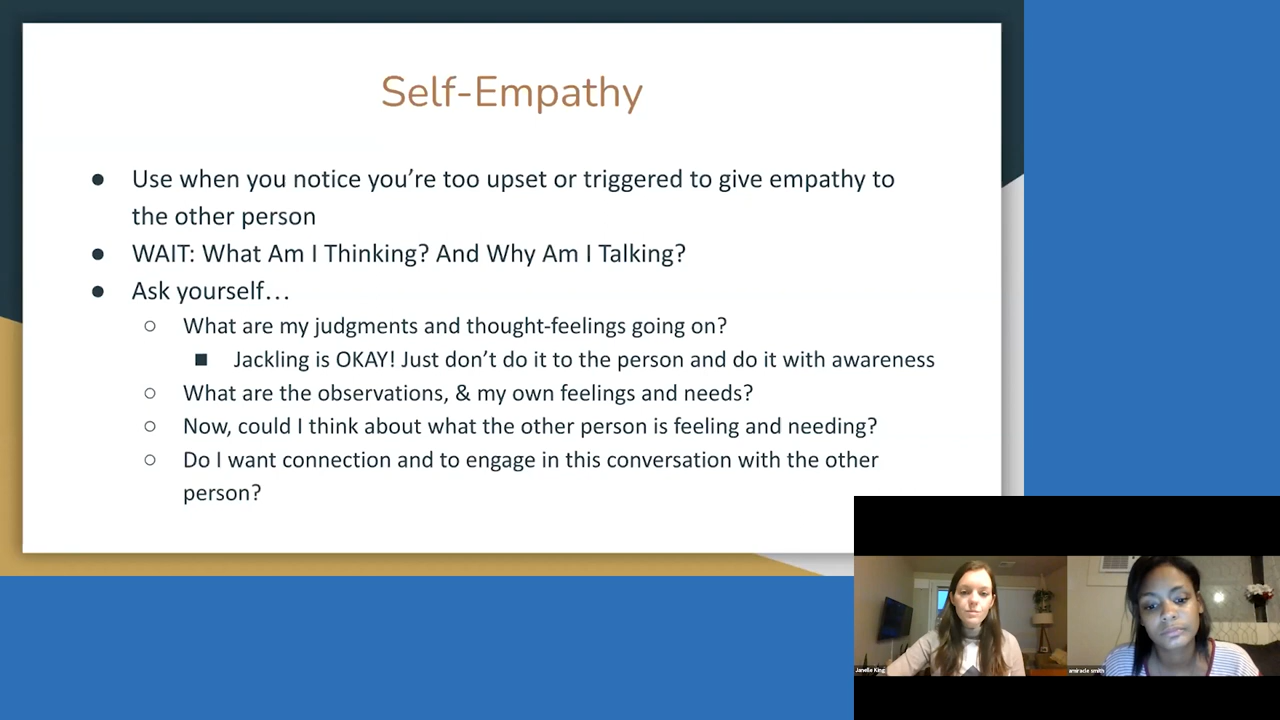 Self-Empathy
● Use when you notice you’re too upset or triggered to give empathy to
the other person
● WAIT: What Am I Thinking? And Why Am I Talking?
● Ask yourself…
○ What are my judgments and thought-feelings going on?
■ Jackling is OKAY! Just don’t do it to the person and do it with awareness
○ What are the observations, & my own feelings and needs?
○ Now, could I think about what the other person is feeling and needing?
○ Do I want connection and to engage in this conversation with the other
person?
Janelle King
amiracle smith